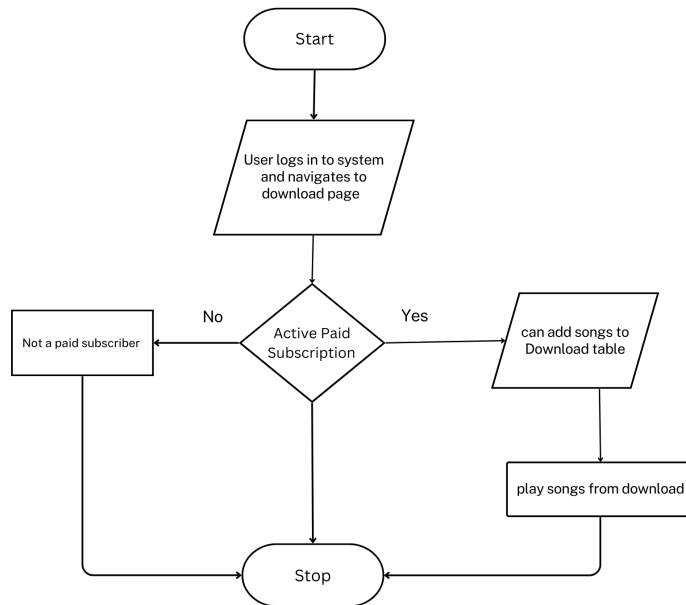 Start
User logs in to system
and navigates to
download page
No
Yes
Active Paid
Subscription
Not a paid subscriber
can add songs to
Download table
play songs from download
Stop